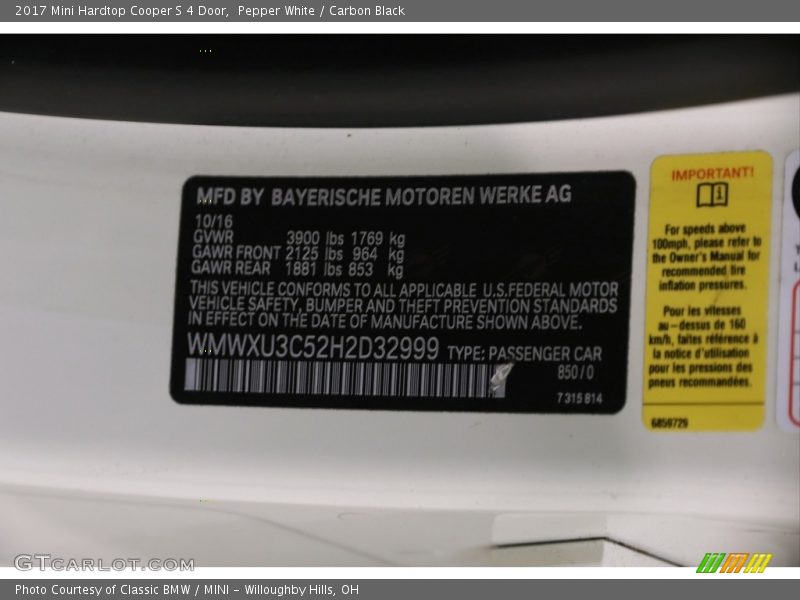 2017 Mini Hardtop Cooper S 4 Door,  Pepper White / Carbon Black
MFD BY BAYERISCHE MOTOREN WERKE AG
10/16
GVWR 3900 lbs 1769 kg
GAWR FRONT 2125 lbs 964 kg
GAWR REAR 1881 lbs 853 kg
THIS VEHICLE CONFORMS TO ALL APPLICABLE U.S.FEDERAL MOTOR
VEHICLE SAFETY, BUMPER AND THEFT PREVENTION STANDARDS
IN EFFECT ON THE DATE OF MANUFACTURE SHOWN ABOVE.
WMWXU3C52H2D32999 TYPE: PASSENGER CAR
850/0
7 315 814
IMPORTANT!
For speeds above
100mph, please refer to
the Owner's Manual for
recommended tire
inflation pressures.
Pour les vitesses
au-dessus de 160
km/h, faites référence à
la notice d'utilisation
pour les pressions des
pneus recommandées.
6859729
GTCARLOT.COM
Photo Courtesy of Classic BMW / MINI - Willoughby Hills, OH